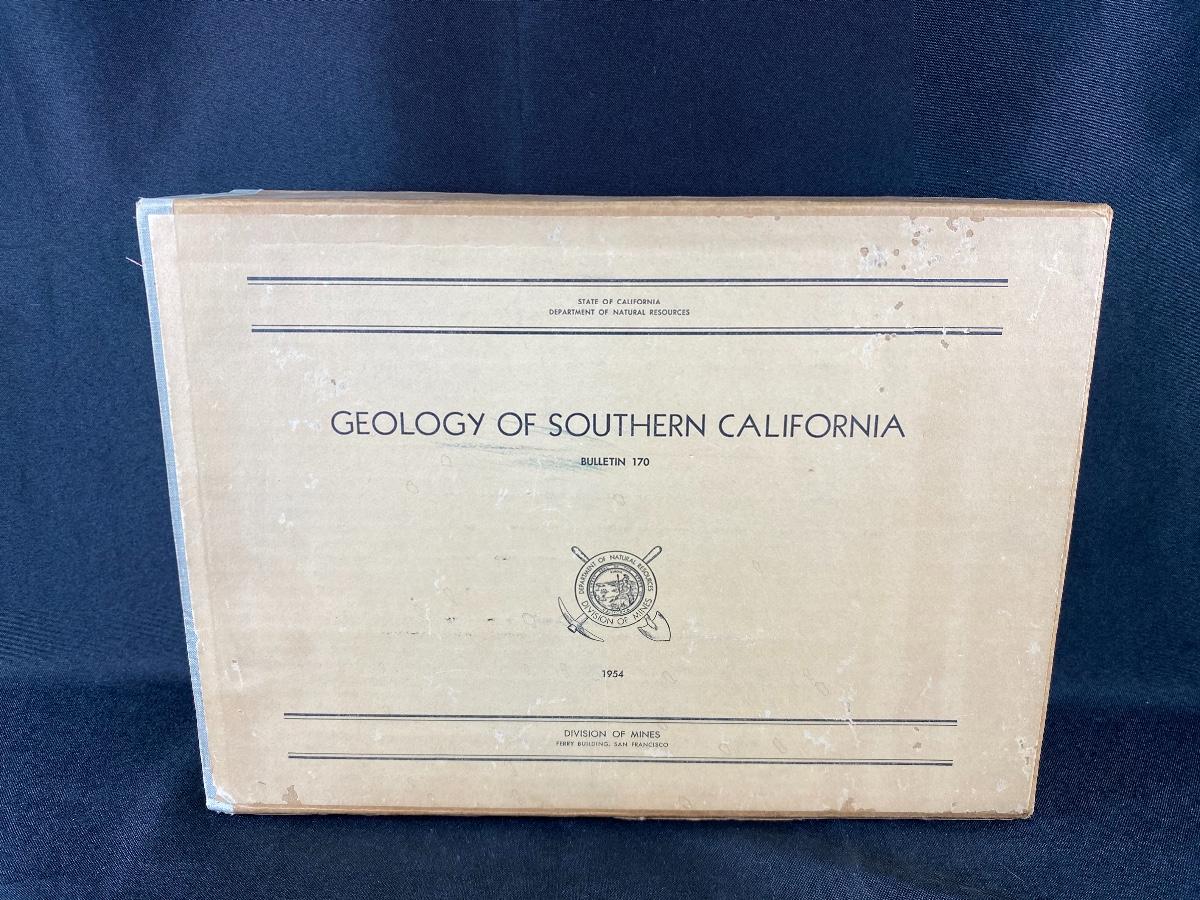 STATE OF CALIFORNIA
DEPARTMENT OF NATURAL RESOURCES
GEOLOGY OF SOUTHERN CALIFORNIA
BULLETIN 170
DEPARTMENT OF NATURAL RESOURCES
DIVISION OF MINES
1954
DIVISION OF MINES
FERRY BUILDING, SAN FRANCISCO